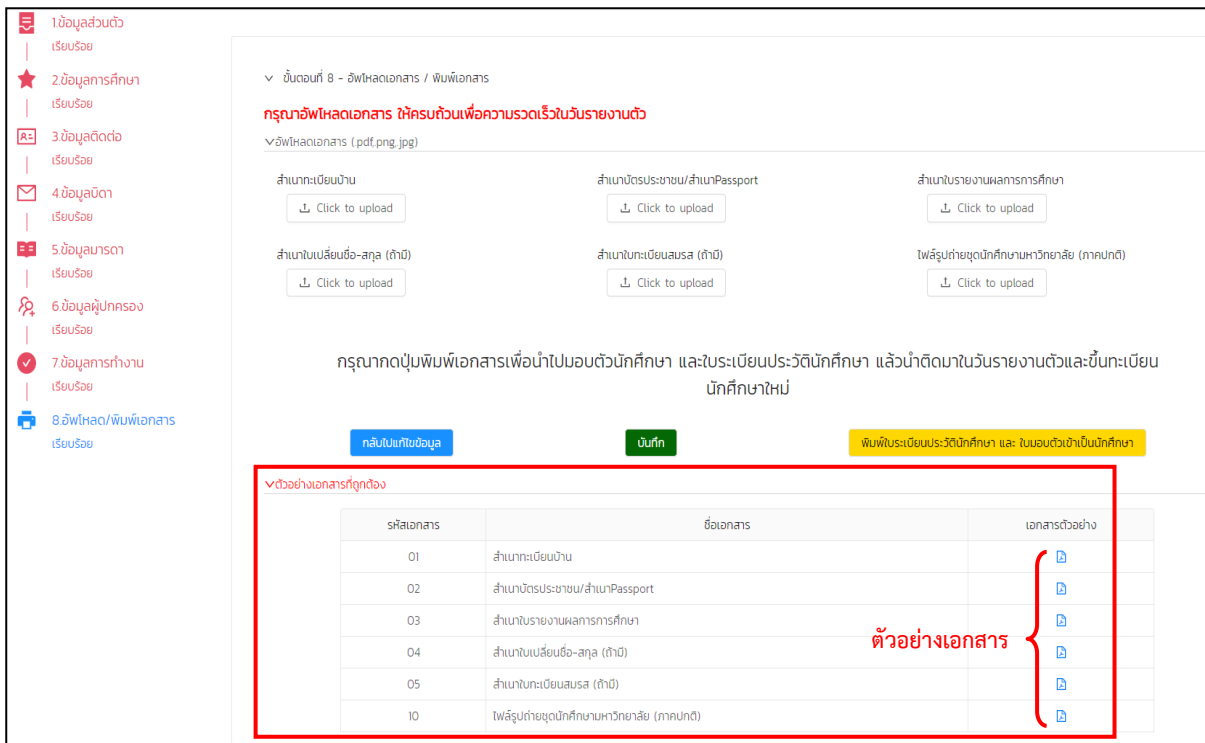 1.ข้อมูลส่วนตัว
เรียบร้อย
2.ข้อมูลการศึกษา
เรียบร้อย
3.ข้อมูลติดต่อ
เรียบร้อย
4.ข้อมูลบิดา
เรียบร้อย
5.ข้อมูลมารดา
เรียบร้อย
6.ข้อมูลผู้ปกครอง
เรียบร้อย
7.ข้อมูลการทำงาน
เรียบร้อย
8.อัพโหลด/พิมพ์เอกสาร
เรียบร้อย
ขั้นตอนที่ 8 - อัพโหลดเอกสาร / พิมพ์เอกสาร
กรุณาอัพโหลดเอกสาร ให้ครบถ้วนเพื่อความรวดเร็วในวันรายงานตัว
อัพโหลดเอกสาร (.pdf,png,jpg)
สำเนาทะเบียนบ้าน สำเนาบัตรประชาชน/สำเนาPassport สำเนาใบรายงานผลการการศึกษา
Click to upload Click to upload Click to upload
สำเนาใบเปลี่ยนชื่อ-สกุล (ถ้ามี) สำเนาใบทะเบียนสมรส (ถ้ามี) ไฟล์รูปถ่ายชุดนักศึกษามหาวิทยาลัย (ภาคปกติ)
Click to upload Click to upload Click to upload
กรุณากดปุ่มพิมพ์เอกสารเพื่อนำไปมอบตัวนักศึกษา และใบระเบียนประวัตินักศึกษา แล้วนำติดมาในวันรายงานตัวและขึ้นทะเบียน
นักศึกษาใหม่
กลับไปแก้ไขข้อมูล บันทึก พิมพ์ใบระเบียนประวัตินักศึกษา และ ใบมอบตัวเข้าเป็นนักศึกษา
ตัวอย่างเอกสารที่ถูกต้อง
รหัสเอกสาร ชื่อเอกสาร เอกสารตัวอย่าง
01 สำเนาทะเบียนบ้าน
02 สำเนาบัตรประชาชน/สำเนาPassport
03 สำเนาใบรายงานผลการการศึกษา
ตัวอย่างเอกสาร
04 สำเนาใบเปลี่ยนชื่อ-สกุล (ถ้ามี)
05 สำเนาใบทะเบียนสมรส (ถ้ามี)
10 ไฟล์รูปถ่ายชุดนักศึกษามหาวิทยาลัย (ภาคปกติ)